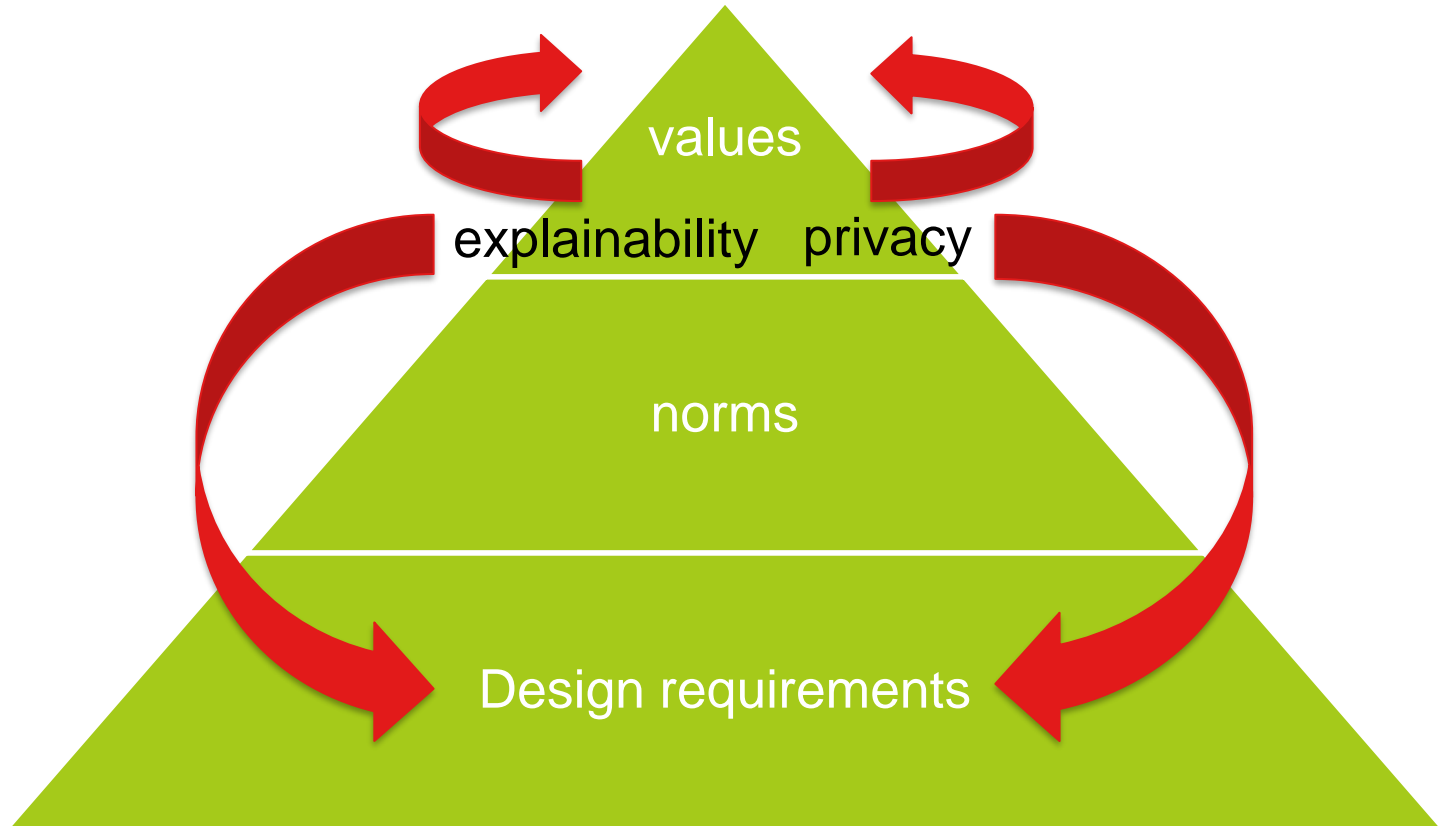 values
explainability privacy
norms
Design requirements